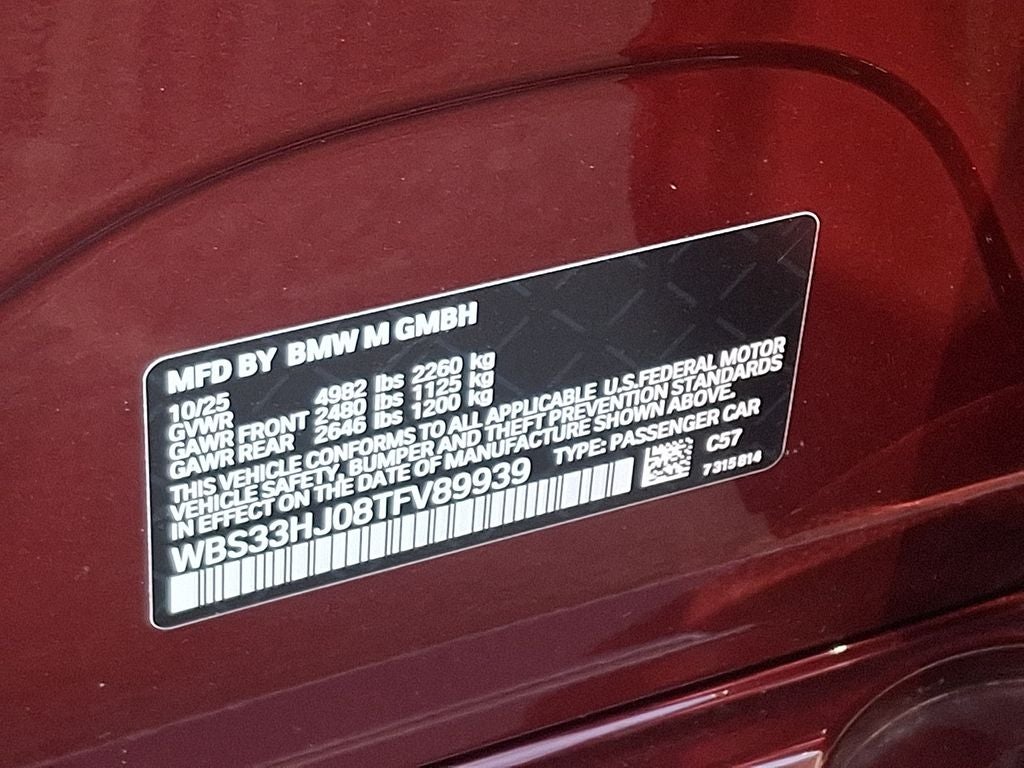 MFD BY BMW M GMBH
10/25
GVWR 4982 lbs 2260 kg
GAWR FRONT 2480 lbs 1125 kg
GAWR REAR 2646 lbs 1200 kg
THIS VEHICLE CONFORMS TO ALL APPLICABLE U.S.FEDERAL MOTOR
VEHICLE SAFETY, BUMPER AND THEFT PREVENTION STANDARDS
IN EFFECT ON THE DATE OF MANUFACTURE SHOWN ABOVE.
WBS33HJ08TFV89939 TYPE: PASSENGER CAR
C57
7 315 814